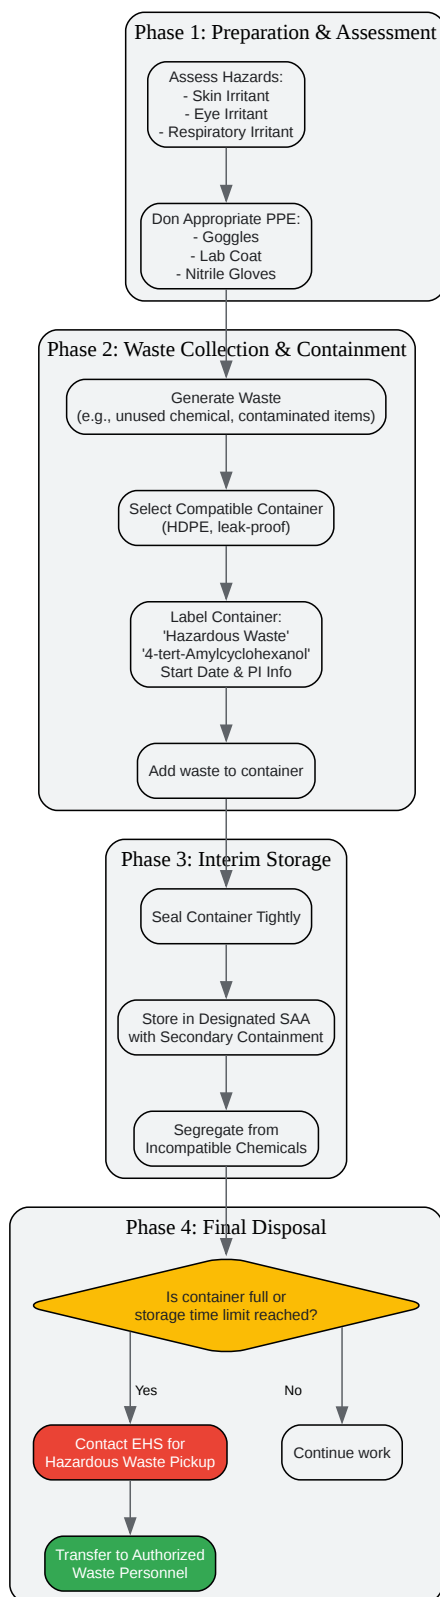 Phase 1: Preparation & Assessment
Assess Hazards:
- Skin Irritant
- Eye Irritant
- Respiratory Irritant
Don Appropriate PPE:
- Goggles
- Lab Coat
- Nitrile Gloves
Phase 2: Waste Collection & Containment
Generate Waste
(e.g., unused chemical, contaminated items)
Select Compatible Container
(HDPE, leak-proof)
Label Container:
'Hazardous Waste'
'4-tert-Amylcyclohexanol'
Start Date & PI Info
Add waste to container
Phase 3: Interim Storage
Seal Container Tightly
Store in Designated SAA
with Secondary Containment
Segregate from
Incompatible Chemicals
Phase 4: Final Disposal
Is container full or
storage time limit reached?
Yes
No
Contact EHS for
Hazardous Waste Pickup
Continue work
Transfer to Authorized
Waste Personnel